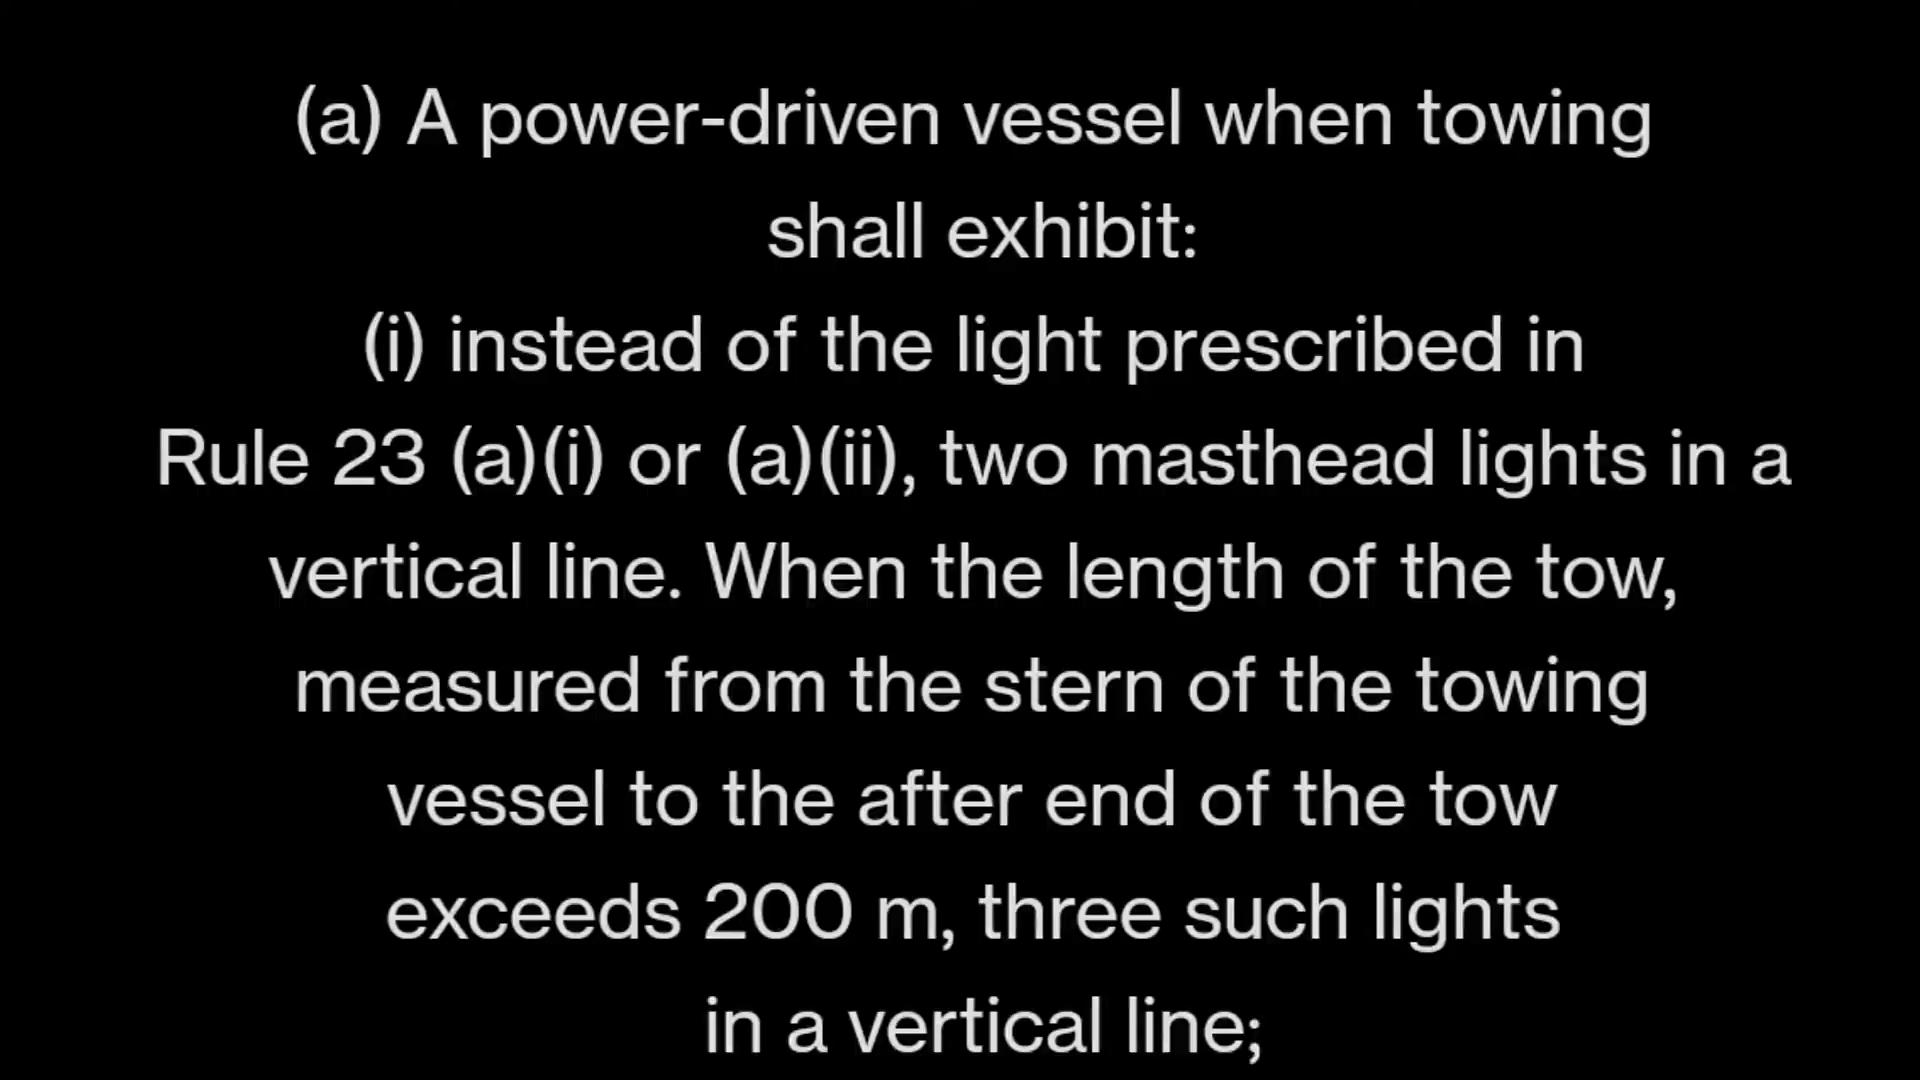 (a) A power-driven vessel when towing
shall exhibit:
(i) instead of the light prescribed in
Rule 23 (a)(i) or (a)(ii), two masthead lights in a
vertical line. When the length of the tow,
measured from the stern of the towing
vessel to the after end of the tow
exceeds 200 m, three such lights
in a vertical line;